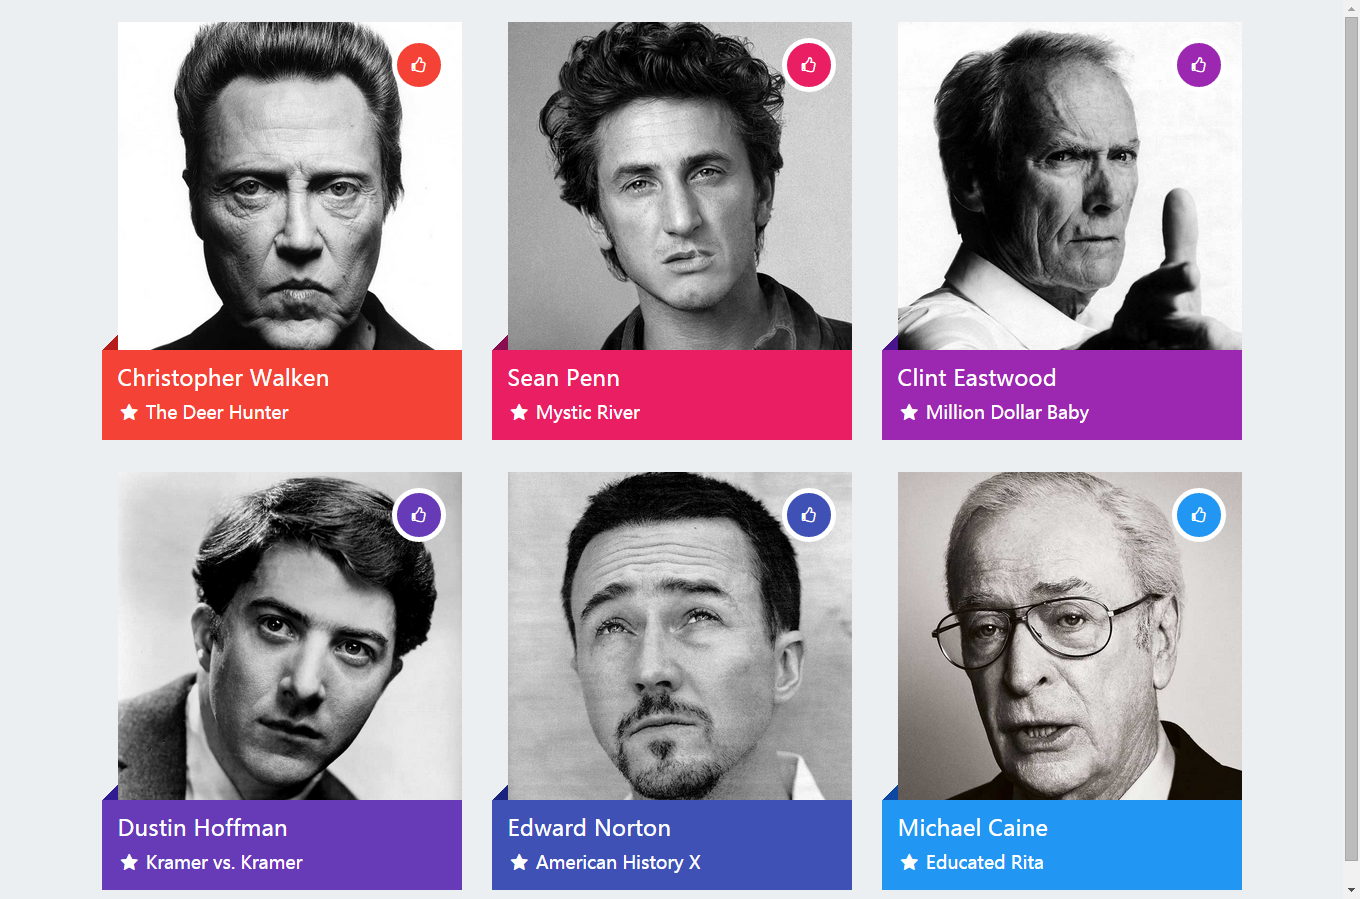 Christopher Walken
The Deer Hunter
Sean Penn
Mystic River
Clint Eastwood
Million Dollar Baby
Dustin Hoffman
Kramer vs. Kramer
Edward Norton
American History X
Michael Caine
Educated Rita